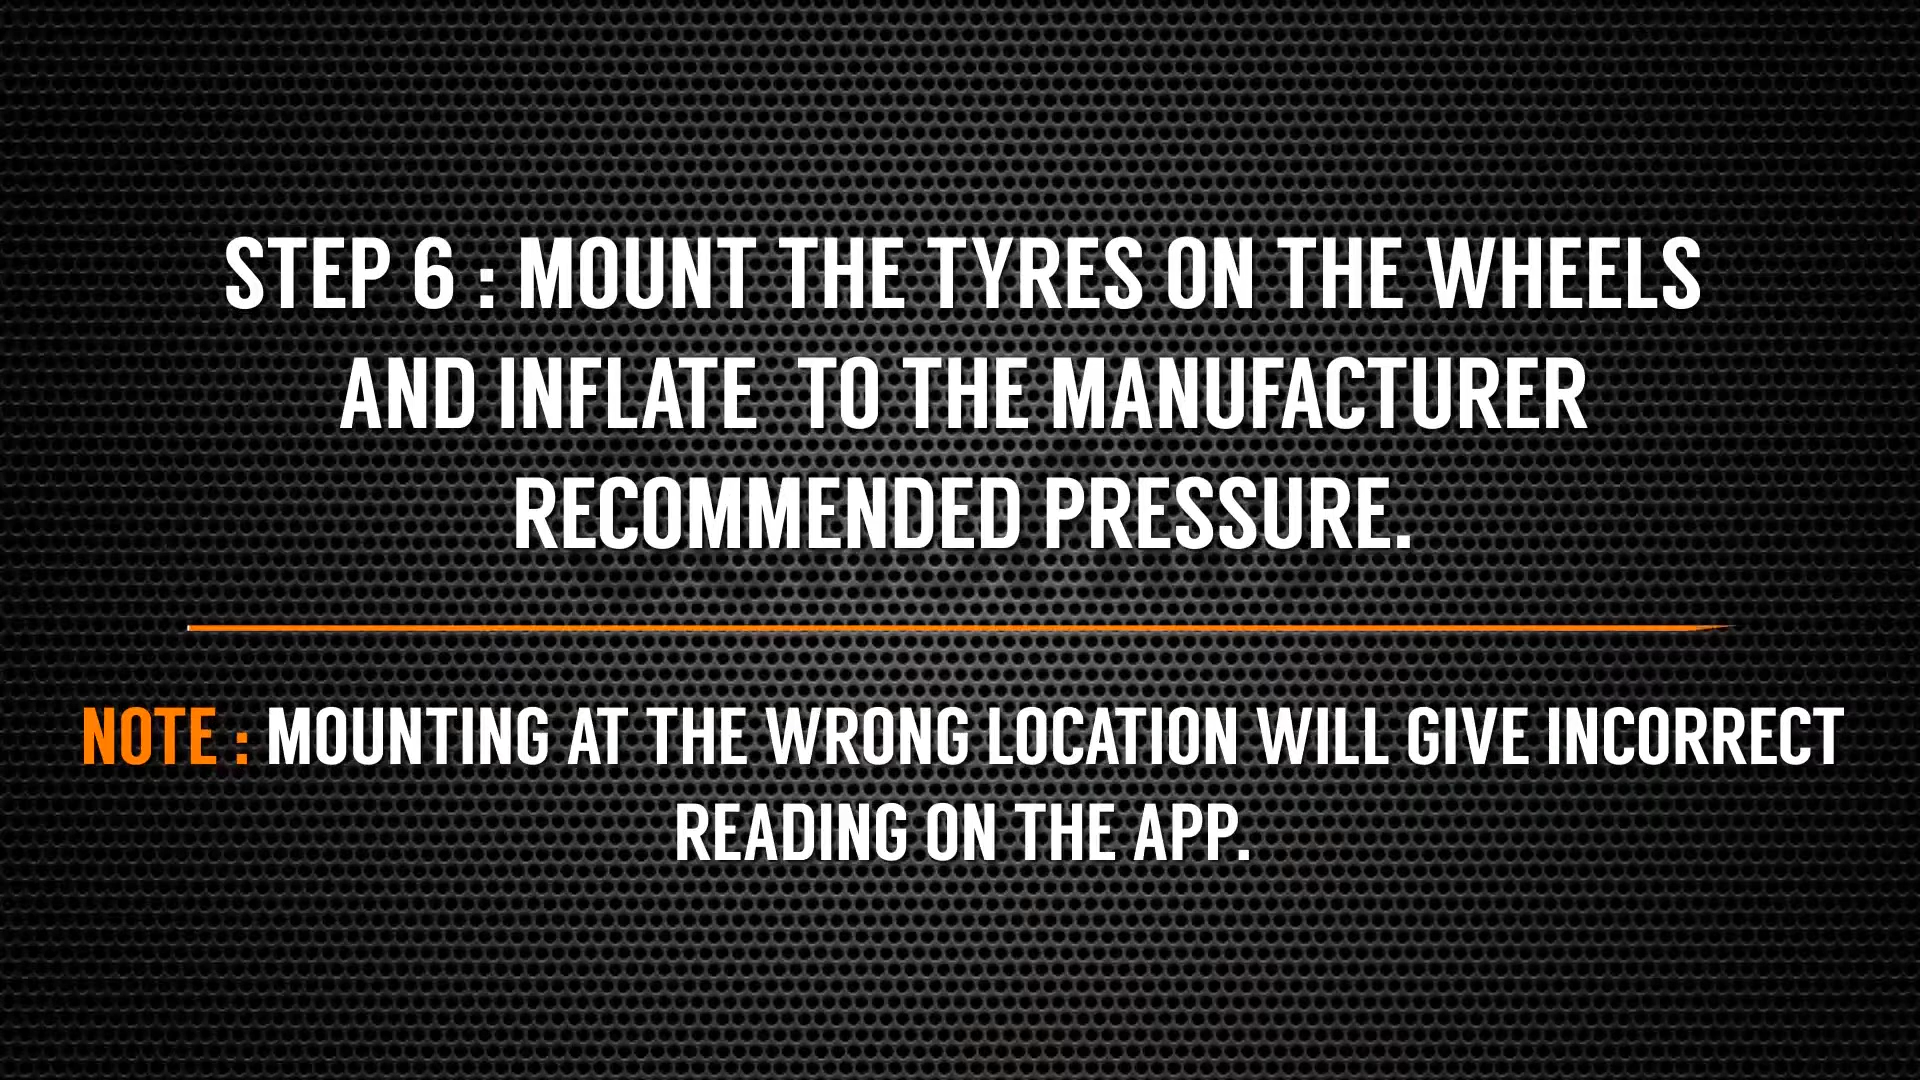 STEP 6 : MOUNT THE TYRES ON THE WHEELS
AND INFLATE  TO THE MANUFACTURER
RECOMMENDED PRESSURE.
NOTE : MOUNTING AT THE WRONG LOCATION WILL GIVE INCORRECT
READING ON THE APP.